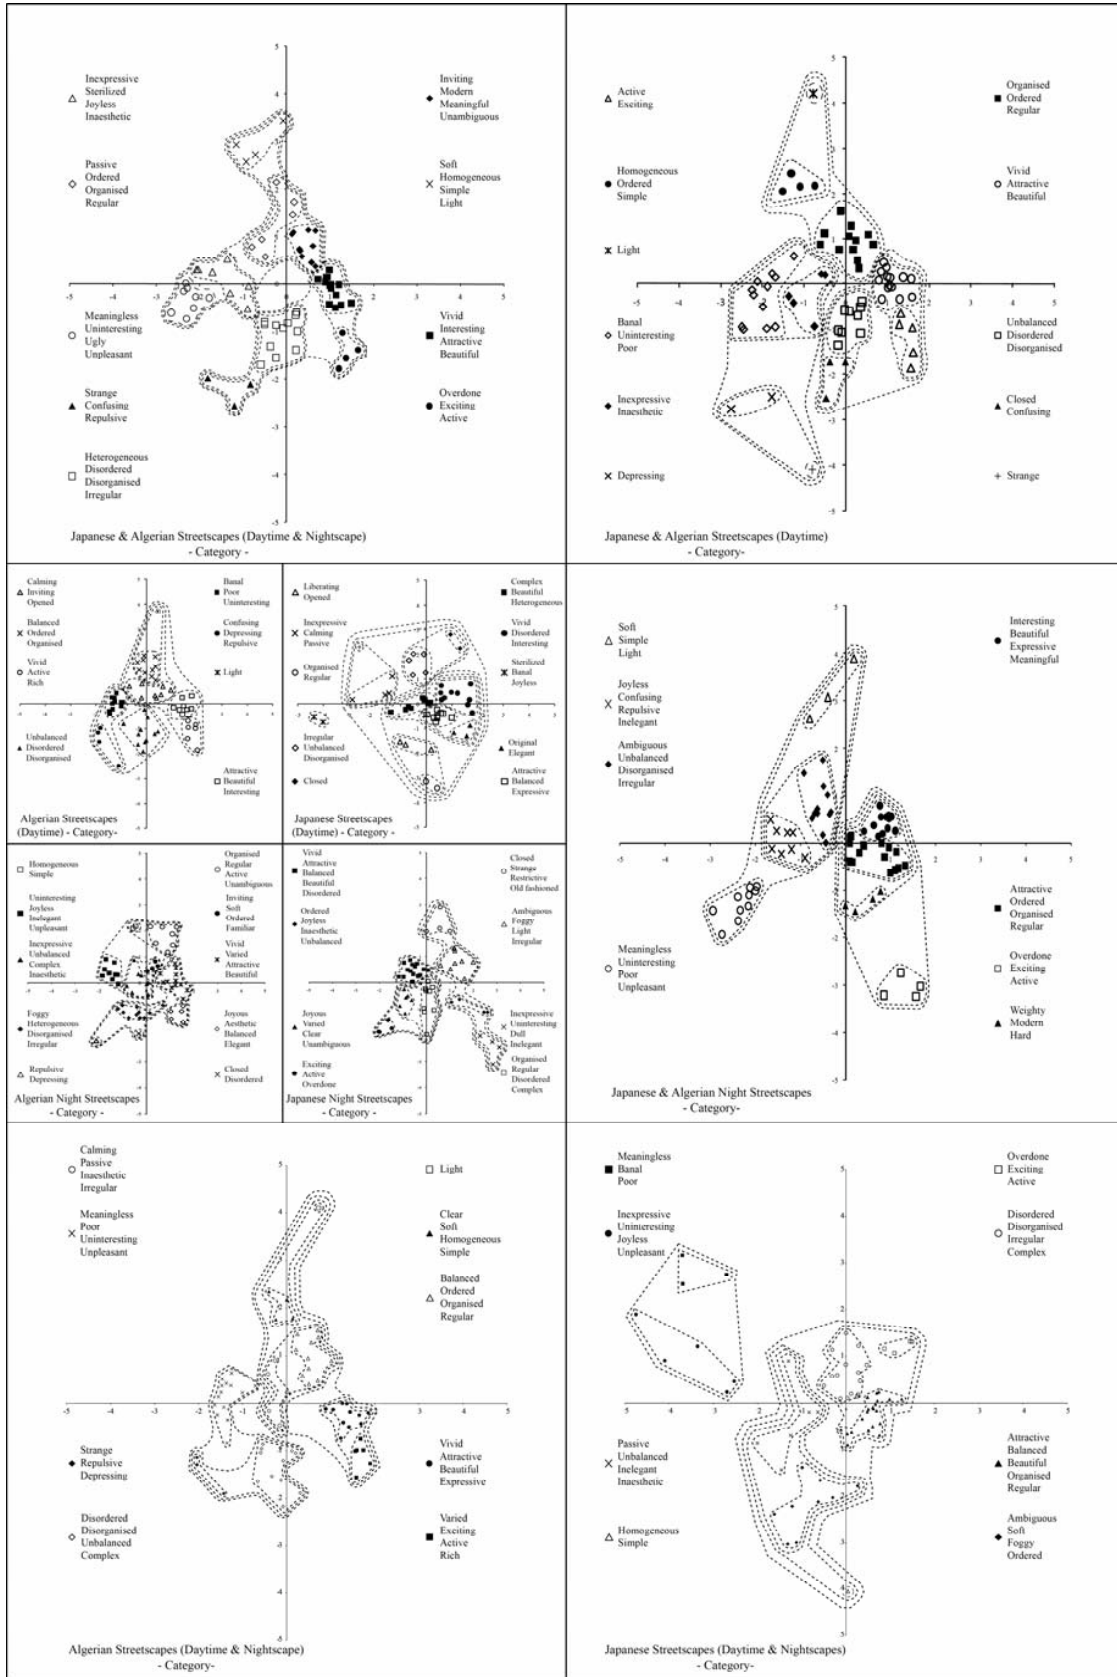 Inexpressive
Sterilized
Joyless
Inaesthetic
Inviting
Modern
Meaningful
Unambiguous
Passive
Ordered
Organised
Regular
Soft
Homogeneous
Simple
Light
Meaningless
Uninteresting
Ugly
Unpleasant
Vivid
Interesting
Attractive
Beautiful
Strange
Confusing
Repulsive
Overdone
Exciting
Active
Heterogeneous
Disordered
Disorganised
Irregular
Japanese & Algerian Streetscapes (Daytime & Nightscape)
- Category -
Active
Exciting
Organised
Ordered
Regular
Homogeneous
Ordered
Simple
Vivid
Attractive
Beautiful
Light
Banal
Uninteresting
Poor
Unbalanced
Disordered
Disorganised
Inexpressive
Inaesthetic
Closed
Confusing
Depressing
Strange
Japanese & Algerian Streetscapes (Daytime)
- Category-
Calming
Inviting
Opened
Banal
Poor
Uninteresting
Balanced
Ordered
Organised
Confusing
Depressing
Repulsive
Vivid
Active
Rich
Light
Unbalanced
Disordered
Disorganised
Attractive
Beautiful
Interesting
Algerian Streetscapes
(Daytime) - Category-
Liberating
Opened
Complex
Beautiful
Heterogeneous
Inexpressive
Calming
Passive
Vivid
Disordered
Interesting
Organised
Regular
Sterilized
Banal
Joyless
Irregular
Unbalanced
Disorganised
Original
Elegant
Closed
Attractive
Balanced
Expressive
Japanese Streetscapes
(Daytime) - Category -
Soft
Simple
Light
Interesting
Beautiful
Expressive
Meaningful
Joyless
Confusing
Repulsive
Inelegant
Ambiguous
Unbalanced
Disorganised
Irregular
Attractive
Ordered
Organised
Regular
Meaningless
Uninteresting
Poor
Unpleasant
Overdone
Exciting
Active
Weighty
Modern
Hard
Japanese & Algerian Night Streetscapes
- Category-
Homogeneous
Simple
Organised
Regular
Active
Unambiguous
Uninteresting
Joyless
Inelegant
Unpleasant
Inviting
Soft
Ordered
Familiar
Inexpressive
Unbalanced
Complex
Inaesthetic
Vivid
Varied
Attractive
Beautiful
Foggy
Heterogeneous
Disorganised
Irregular
Joyous
Aesthetic
Balanced
Elegant
Repulsive
Depressing
Closed
Disordered
Algerian Night Streetscapes
- Category -
Vivid
Attractive
Balanced
Beautiful
Disordered
Closed
Strange
Restrictive
Old fashioned
Ordered
Joyless
Inaesthetic
Unbalanced
Ambiguous
Foggy
Light
Irregular
Joyous
Varied
Clear
Unambiguous
Inexpressive
Uninteresting
Dull
Inelegant
Exciting
Active
Overdone
Organised
Regular
Disordered
Complex
Japanese Night Streetscapes
- Category -
Calming
Passive
Inaesthetic
Irregular
Light
Meaningless
Poor
Uninteresting
Unpleasant
Clear
Soft
Homogeneous
Simple
Balanced
Ordered
Organised
Regular
Strange
Repulsive
Depressing
Vivid
Attractive
Beautiful
Expressive
Disordered
Disorganised
Unbalanced
Complex
Varied
Exciting
Active
Rich
Algerian Streetscapes (Daytime & Nightscape)
- Category-
Meaningless
Banal
Poor
Overdone
Exciting
Active
Inexpressive
Uninteresting
Joyless
Unpleasant
Disordered
Disorganised
Irregular
Complex
Passive
Unbalanced
Inelegant
Inaesthetic
Attractive
Balanced
Beautiful
Organised
Regular
Homogeneous
Simple
Ambiguous
Soft
Foggy
Ordered
Japanese Streetscapes (Daytime & Nightscapes)
- Category-